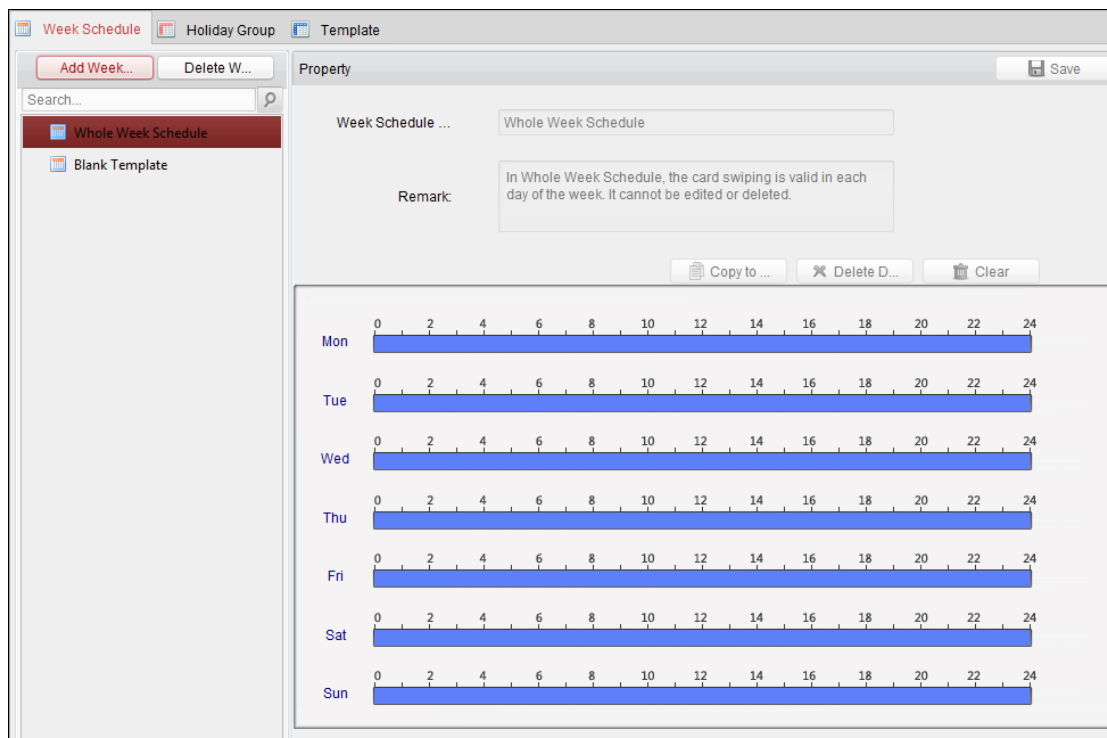 Week Schedule Holiday Group Template
Add Week... Delete W...
Search...
Whole Week Schedule
Blank Template
Property Save
Week Schedule ... Whole Week Schedule
Remark: In Whole Week Schedule, the card swiping is valid in each
day of the week. It cannot be edited or deleted.
Copy to ... Delete D... Clear
0 2 4 6 8 10 12 14 16 18 20 22 24
Mon
0 2 4 6 8 10 12 14 16 18 20 22 24
Tue
0 2 4 6 8 10 12 14 16 18 20 22 24
Wed
0 2 4 6 8 10 12 14 16 18 20 22 24
Thu
0 2 4 6 8 10 12 14 16 18 20 22 24
Fri
0 2 4 6 8 10 12 14 16 18 20 22 24
Sat
0 2 4 6 8 10 12 14 16 18 20 22 24
Sun